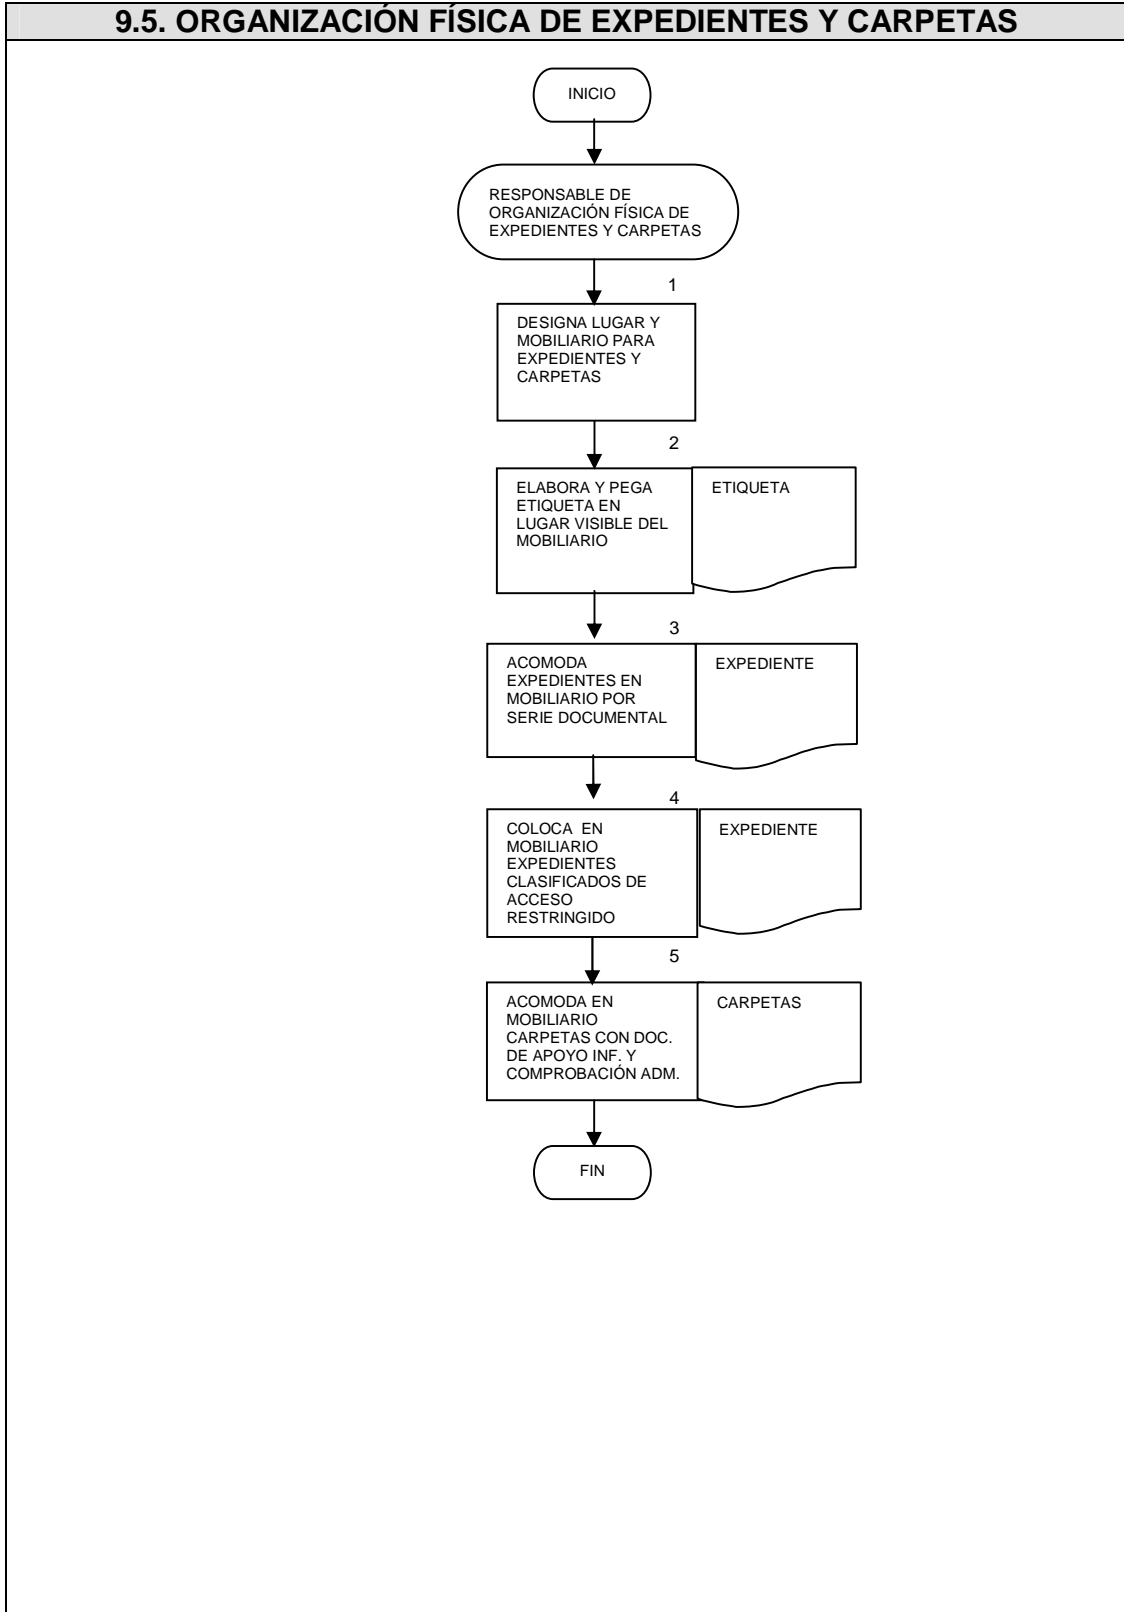 9.5. ORGANIZACIÓN FÍSICA DE EXPEDIENTES Y CARPETAS
INICIO
RESPONSABLE DE
ORGANIZACIÓN FÍSICA DE
EXPEDIENTES Y CARPETAS
1
DESIGNA LUGAR Y
MOBILIARIO PARA
EXPEDIENTES Y
CARPETAS
2
ELABORA Y PEGA
ETIQUETA EN
LUGAR VISIBLE DEL
MOBILIARIO
ETIQUETA
3
ACOMODA
EXPEDIENTES EN
MOBILIARIO POR
SERIE DOCUMENTAL
EXPEDIENTE
4
COLOCA EN
MOBILIARIO
EXPEDIENTES
CLASIFICADOS DE
ACCESO
RESTRINGIDO
EXPEDIENTE
5
ACOMODA EN
MOBILIARIO
CARPETAS CON DOC.
DE APOYO INF. Y
COMPROBACIÓN ADM.
CARPETAS
FIN